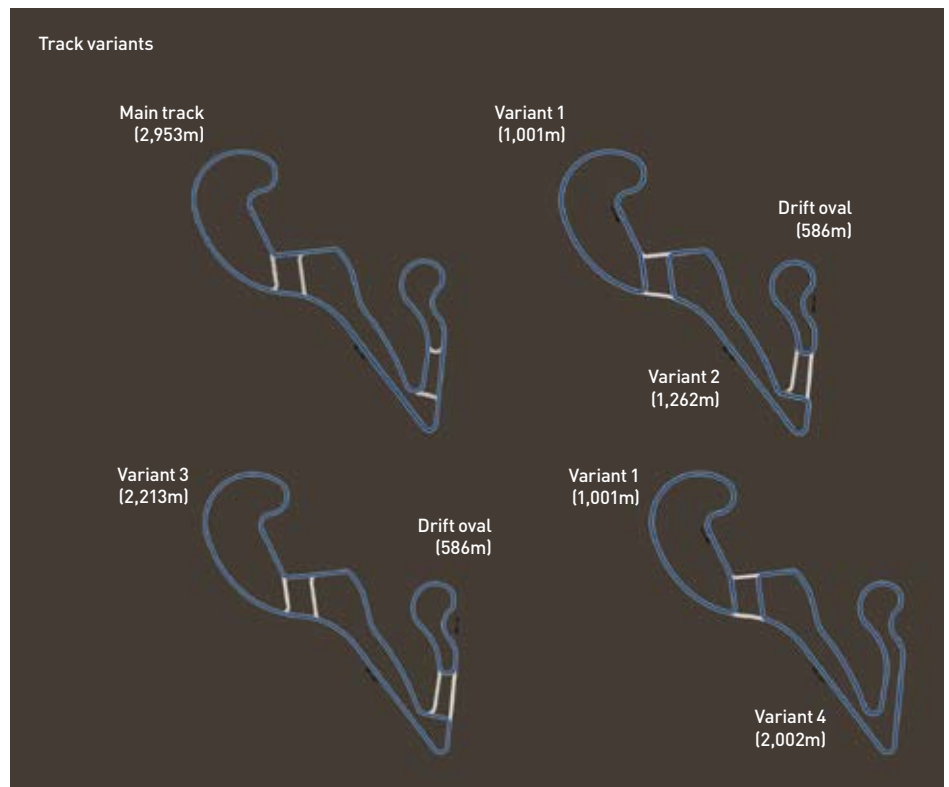 Track variants
Main track
(2,953m)
Variant 1
(1,001m)
Drift oval
(586m)
Variant 2
(1,262m)
Variant 3
(2,213m)
Drift oval
(586m)
Variant 1
(1,001m)
Variant 4
(2,002m)